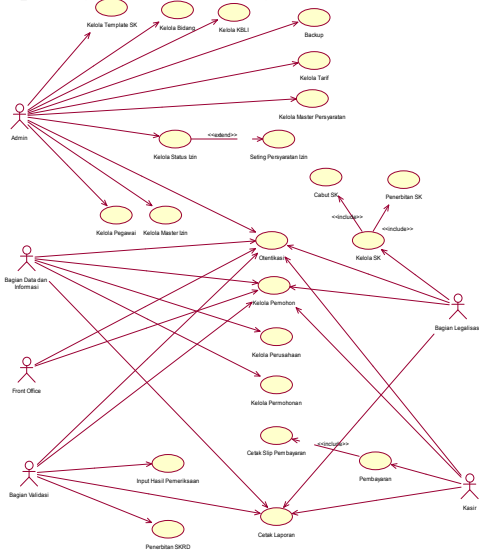 Kelola Template SK
Kelola Bidang
Kelola KBLI
Backup
Kelola Tarif
Kelola Master Persyaratan
Admin
<<extend>>
Kelola Status Izin
Seting Persyaratan Izin
Cabut SK
Penerbitan SK
<<include>>
<<include>>
Kelola Pegawai
Kelola Master Izin
Otentikasi
Kelola SK
Bagian Data dan
Informasi
Kelola Pemohon
Bagian Legalisasi
Kelola Perusahaan
Front Office
Kelola Permohonan
<<include>>
Cetak Slip Pembayaran
Pembayaran
Bagian Validasi
Input Hasil Pemeriksaan
Kasir
Cetak Laporan
Penerbitan SKRD